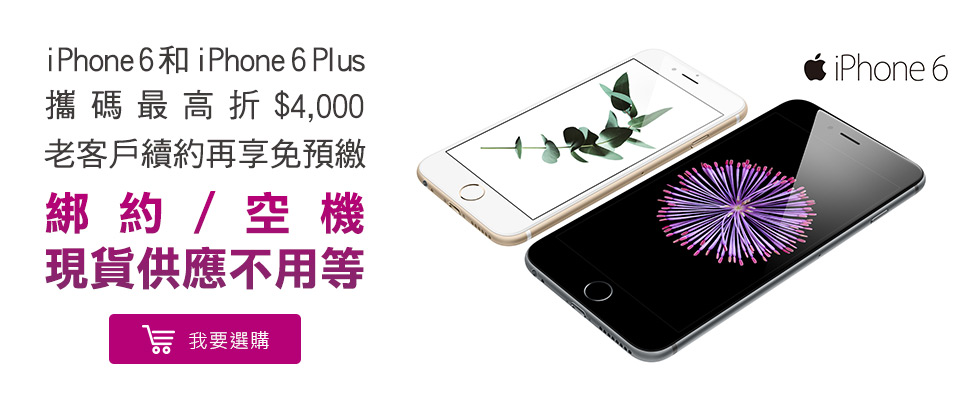 iPhone 6 和 iPhone 6 Plus
攜碼最高折 $4,000
老客戶續約再享免預繳
綁約/空機
現貨供應不用等
我要選購
iPhone 6